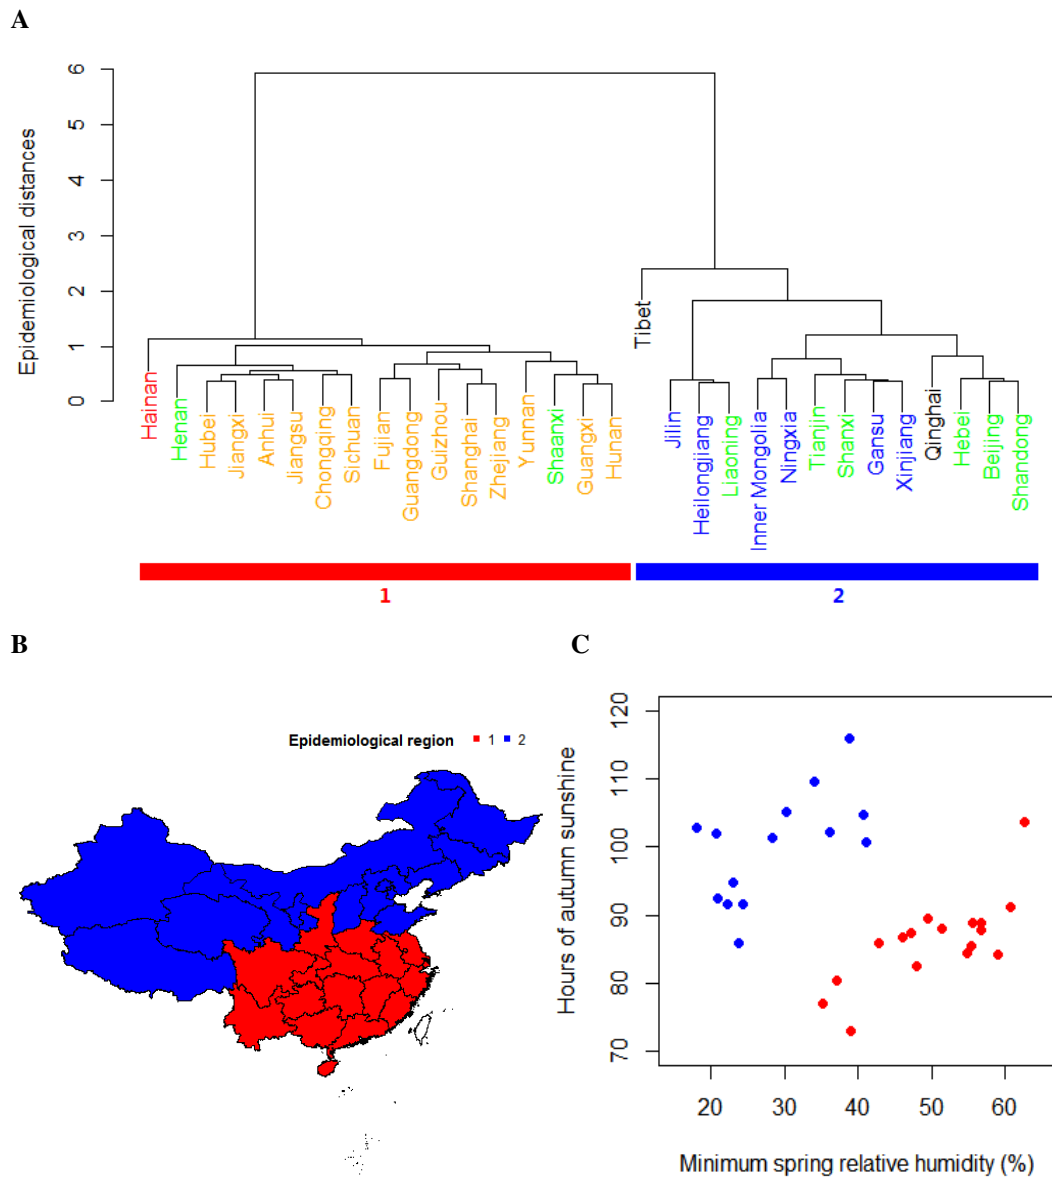 A
Epidemiological distances
6
5
4
3
2
1
0
Hainan
Henan
Hubei
Jiangxi
Anhui
Jiangsu
Chongqing
Sichuan
Fujian
Guangdong
Guizhou
Shanghai
Zhejiang
Yunnan
Shaanxi
Guangxi
Hunan
Tibet
Jilin
Heilongjiang
Liaoning
Inner Mongolia
Ningxia
Tianjin
Shanxi
Gansu
Xinjiang
Qinghai
Hebei
Beijing
Shandong
1
2
B
Epidemiological region 1 2
C
Hours of autumn sunshine
120
110
100
90
80
70
20 30 40 50 60
Minimum spring relative humidity (%)